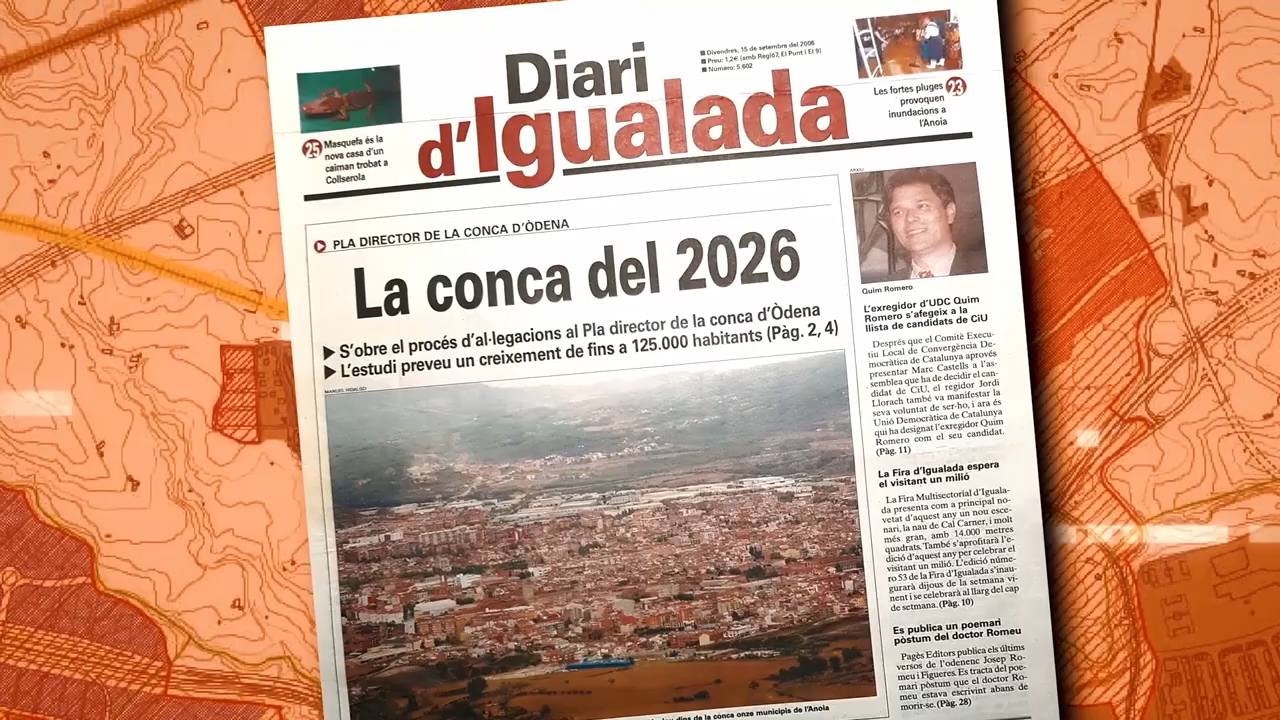 Diari
d'Igualada
Divendres, 15 de setembre del 2006
Preu: 1,2€ (amb Regió7, El Punt i El 9)
Número: 5.602
25 Masquefa és la
nova casa d'un
caiman trobat a
Collserola
Les fortes pluges 23
provoquen
inundacions a
l'Anoia
PLA DIRECTOR DE LA CONCA D'ÒDENA
La conca del 2026
S'obre el procés d'al·legacions al Pla director de la conca d'Òdena
L'estudi preveu un creixement de fins a 125.000 habitants (Pàg. 2, 4)
MANUEL HIDALGO
dins de la conca onze municipis de l'Anoia
ARXIU
Quim Romero
L'exregidor d'UDC Quim
Romero s'afegeix a la
llista de candidats de CiU
Després que el Comitè Execu-
tiu Local de Convergència De-
mocràtica de Catalunya aprovés
presentar Marc Castells a l'as-
semblea que ha de decidir el can-
didat de CiU, el regidor Jordi
Llorach també va manifestar la
seva voluntat de ser-ho, i ara és
Unió Democràtica de Catalunya
qui ha designat l'exregidor Quim
Romero com el seu candidat.
(Pàg. 11)
La Fira d'Igualada espera
el visitant un milió
La Fira Multisectorial d'Iguala-
da presenta com a principal no-
vetat d'aquest any un nou esce-
nari, la nau de Cal Carner, i molt
més gran, amb 14.000 metres
quadrats. També s'aprofitarà l'e-
dició d'aquest any per celebrar el
visitant un milió. L'edició núme-
ro 53 de la Fira d'Igualada s'inau-
gurarà dijous de la setmana vi-
nent i se celebrarà al llarg del cap
de setmana. (Pàg. 10)
Es publica un poemari
pòstum del doctor Romeu
Pagès Editors publica els últims
versos de l'odenenc Josep Ro-
meu i Figueres. Es tracta del poe-
mari pòstum que el doctor Ro-
meu estava escrivint abans de
morir-se. (Pàg. 28)